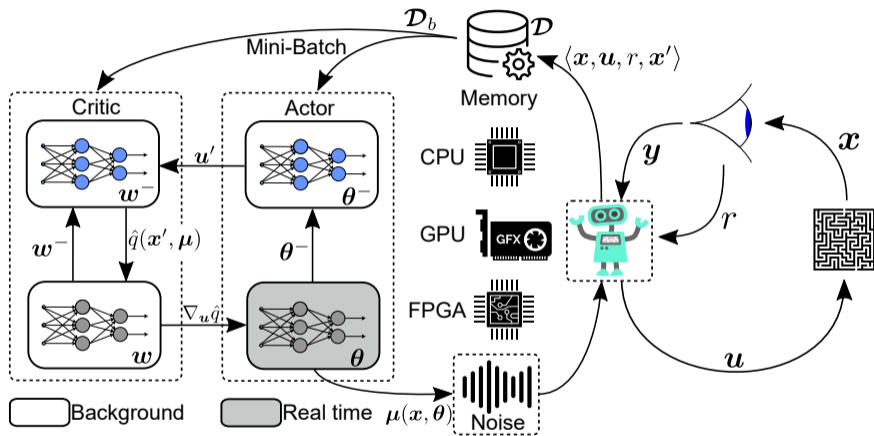 𝓓_b
Mini-Batch
𝓓
⟨x, u, r, x′⟩
Memory
Critic
Actor
w⁻
u′
θ⁻
w⁻
q̂(x′, μ)
θ⁻
w
∇_u q̂
θ
Background
Real time
μ(x, θ)
Noise
CPU
GPU
GFX
FPGA
y
r
x
u